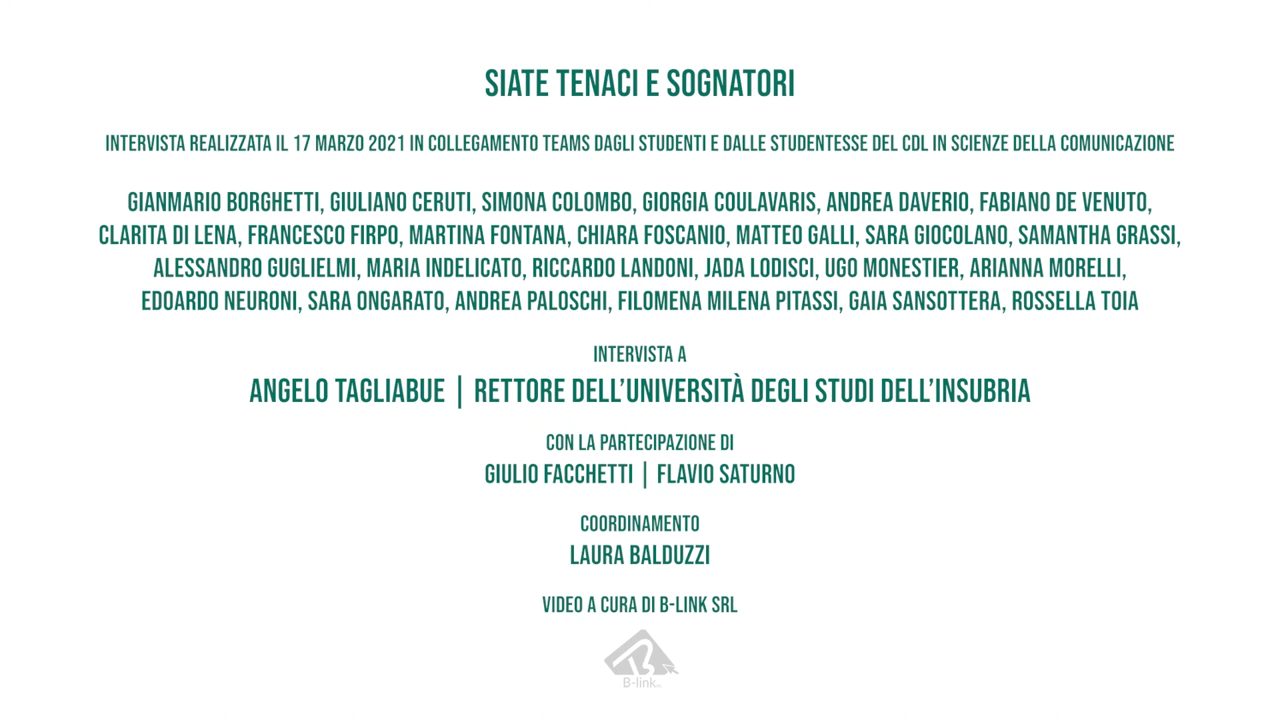 SIATE TENACI E SOGNATORI
INTERVISTA REALIZZATA IL 17 MARZO 2021 IN COLLEGAMENTO TEAMS DAGLI STUDENTI E DALLE STUDENTESSE DEL CDL IN SCIENZE DELLA COMUNICAZIONE
GIANMARIO BORGHETTI, GIULIANO CERUTI, SIMONA COLOMBO, GIORGIA COULAVARIS, ANDREA DAVERIO, FABIANO DE VENUTO,
CLARITA DI LENA, FRANCESCO FIRPO, MARTINA FONTANA, CHIARA FOSCANIO, MATTEO GALLI, SARA GIOCOLANO, SAMANTHA GRASSI,
ALESSANDRO GUGLIELMI, MARIA INDELICATO, RICCARDO LANDONI, JADA LODISCI, UGO MONESTIER, ARIANNA MORELLI,
EDOARDO NEURONI, SARA ONGARATO, ANDREA PALOSCHI, FILOMENA MILENA PITASSI, GAIA SANSOTTERA, ROSSELLA TOIA
INTERVISTA A
ANGELO TAGLIABUE | RETTORE DELL’UNIVERSITÀ DEGLI STUDI DELL’INSUBRIA
CON LA PARTECIPAZIONE DI
GIULIO FACCHETTI | FLAVIO SATURNO
COORDINAMENTO
LAURA BALDUZZI
VIDEO A CURA DI B-LINK SRL
B-link